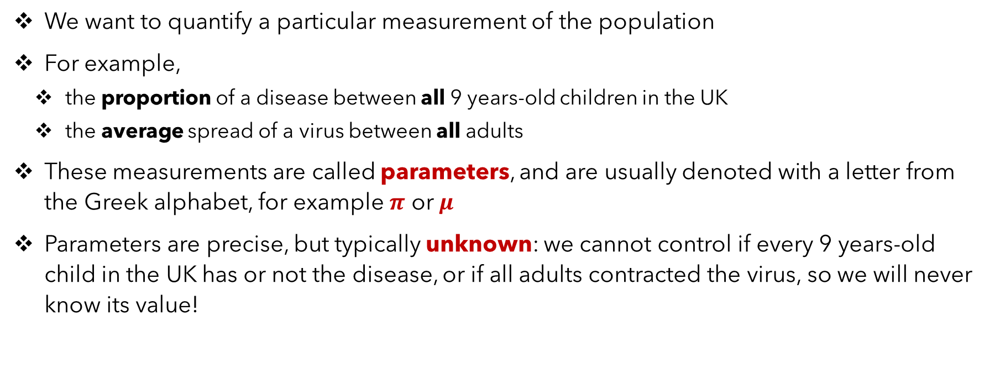 ❖ We want to quantify a particular measurement of the population
❖ For example,
❖ the proportion of a disease between all 9 years-old children in the UK
❖ the average spread of a virus between all adults
❖ These measurements are called parameters, and are usually denoted with a letter from
the Greek alphabet, for example π or μ
❖ Parameters are precise, but typically unknown: we cannot control if every 9 years-old
child in the UK has or not the disease, or if all adults contracted the virus, so we will never
know its value!